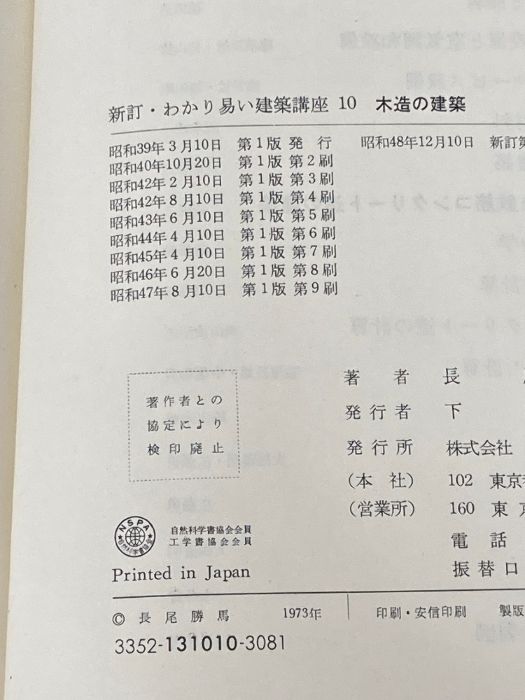 新訂・わかり易い建築講座 10 木造の建築
昭和39年3月10日 第1版 発行 昭和48年12月10日 新訂第
昭和40年10月20日 第1版 第2刷
昭和42年2月10日 第1版 第3刷
昭和42年8月10日 第1版 第4刷
昭和43年6月10日 第1版 第5刷
昭和44年4月10日 第1版 第6刷
昭和45年4月10日 第1版 第7刷
昭和46年6月20日 第1版 第8刷
昭和47年8月10日 第1版 第9刷
著作者との
協定により
検印廃止
著者 長
発行者 下
発行所 株式会社
(本社) 102 東京
(営業所) 160 東京
電話
振替口
NSPA
自然科学書協会会員
工学書協会会員
Printed in Japan
© 長尾勝馬 1973年 印刷・安信印刷 製版
3352-131010-3081